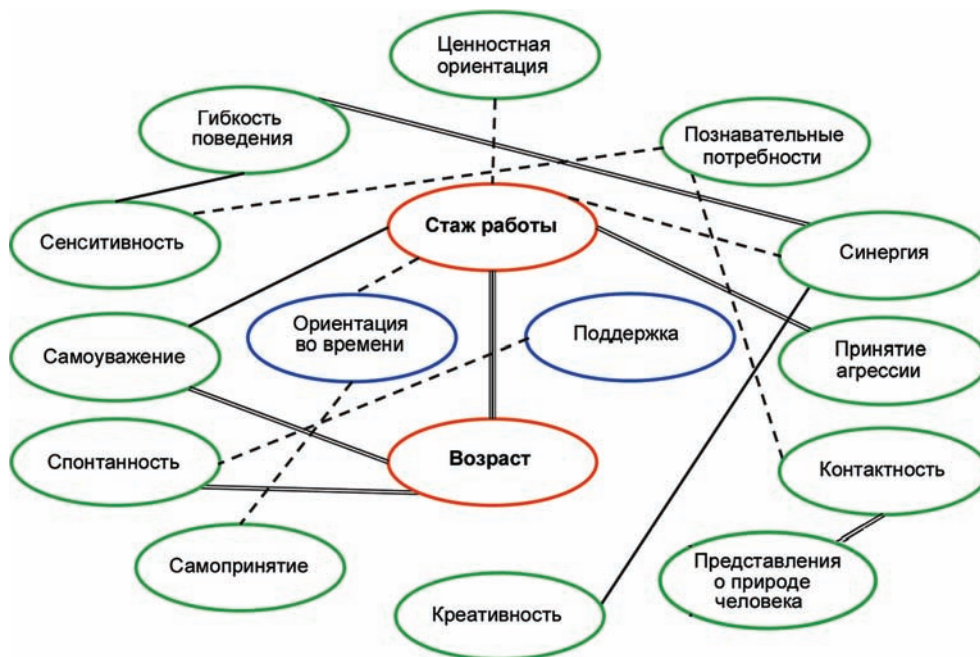 Ценностная
ориентация
Гибкость
поведения
Познавательные
потребности
Стаж работы
Сенситивность
Синергия
Ориентация
во времени
Поддержка
Самоуважение
Принятие
агрессии
Спонтанность
Возраст
Контактность
Самопринятие
Представления
о природе
человека
Креативность